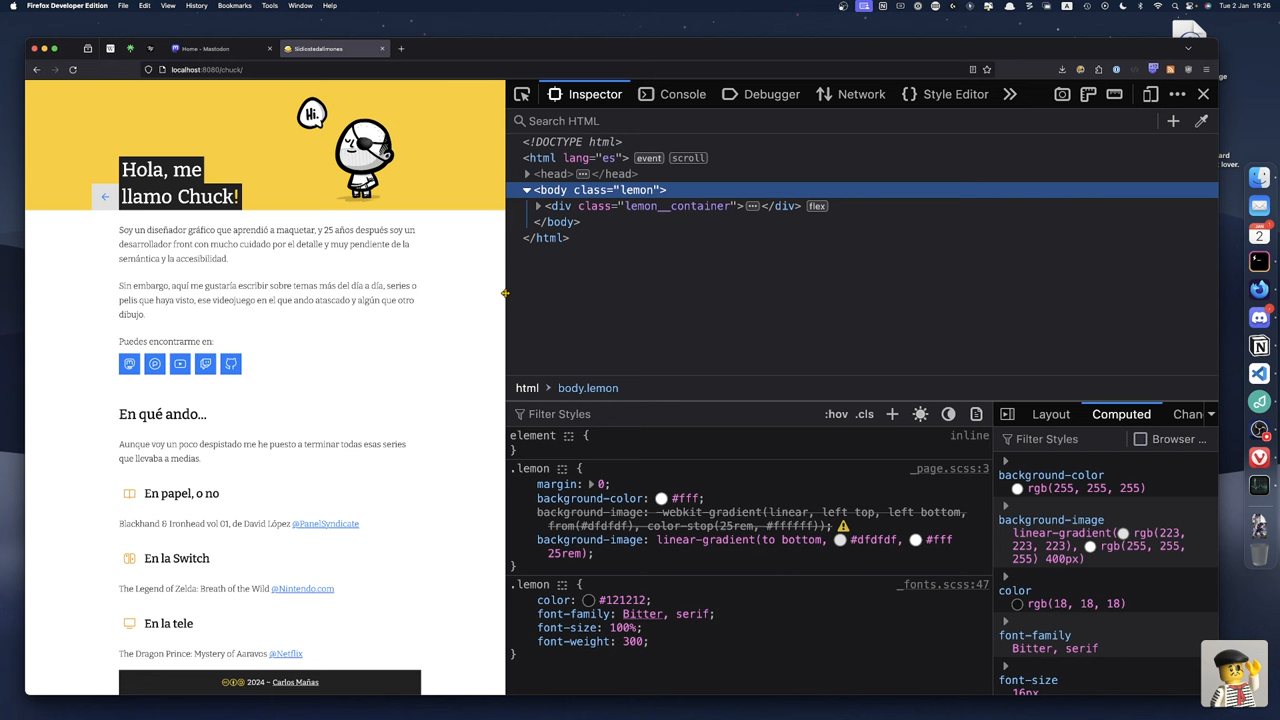 Firefox Developer Edition File Edit View History Bookmarks Tools Window Help
Tue 2 Jan 19:26
Home - Mastodon
Sidiostedalimones
localhost:8080/chuck/
Hi.
Hola, me
llamo Chuck!
Soy un diseñador gráfico que aprendió a maquetar, y 25 años después soy un
desarrollador front con mucho cuidado por el detalle y muy pendiente de la
semántica y la accesibilidad.
Sin embargo, aquí me gustaría escribir sobre temas más del día a día, series o
pelis que haya visto, ese videojuego en el que ando atascado y algún que otro
dibujo.
Puedes encontrarme en:
En qué ando...
Aunque voy un poco despistado me he puesto a terminar todas esas series
que llevaba a medias.
En papel, o no
Blackhand & Ironhead vol 01, de David López @PanelSyndicate
En la Switch
The Legend of Zelda: Breath of the Wild @Nintendo.com
En la tele
The Dragon Prince: Mystery of Aaravos @Netflix
2024 ~ Carlos Mañas
Inspector Console Debugger Network Style Editor
Search HTML
<!DOCTYPE html>
<html lang="es"> event scroll
<head> </head>
<body class="lemon">
<div class="lemon__container"> </div> flex
</body>
</html>
html body.lemon
Filter Styles :hov .cls
element { inline
}
.lemon { _page.scss:3
margin: 0;
background-color: #fff;
background-image: -webkit-gradient(linear, left top, left bottom,
background-image: linear-gradient(to bottom, #dfdfdf, #fff
25rem);
}
.lemon { _fonts.scss:47
color: #121212;
font-family: Bitter, serif;
font-size: 100%;
font-weight: 300;
}
Layout Computed Chan
Filter Styles Browser ...
background-color
rgb(255, 255, 255)
background-image
linear-gradient(rgb(223,
223, 223), rgb(255, 255,
255) 400px)
color
rgb(18, 18, 18)
font-family
Bitter, serif
font-size
16px
JAN
2